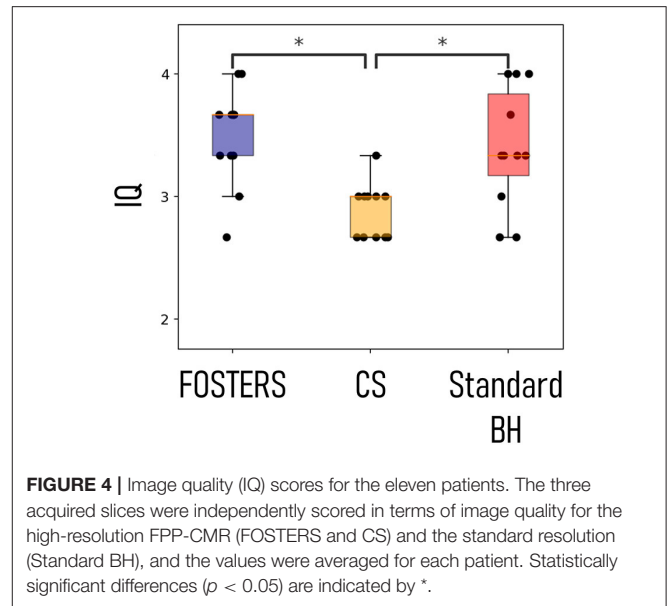 * *
4
3
2
IQ
FOSTERS CS Standard
BH
FIGURE 4 | Image quality (IQ) scores for the eleven patients. The three
acquired slices were independently scored in terms of image quality for the
high-resolution FPP-CMR (FOSTERS and CS) and the standard resolution
(Standard BH), and the values were averaged for each patient. Statistically
significant differences (p < 0.05) are indicated by *.